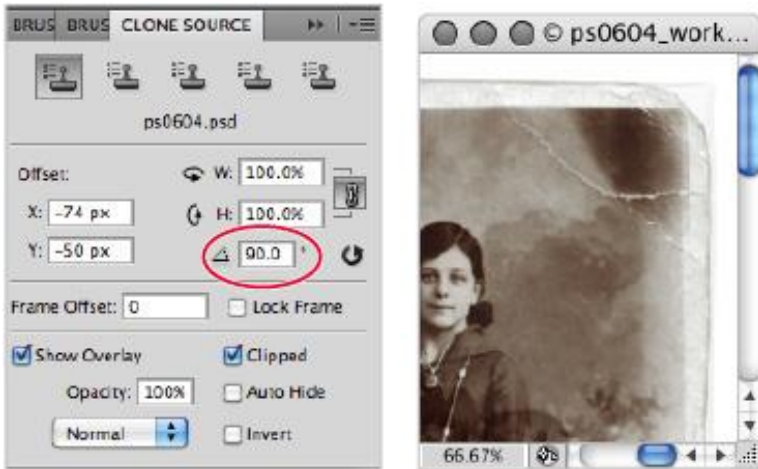 BRUS BRUS CLONE SOURCE
ps0604.psd
Offset: W: 100.0%
X: -74 px H: 100.0%
Y: -50 px 90.0 °
Frame Offset: 0 Lock Frame
Show Overlay Clipped
Opacity: 100% Auto Hide
Normal Invert
© ps0604_work...
66.67%